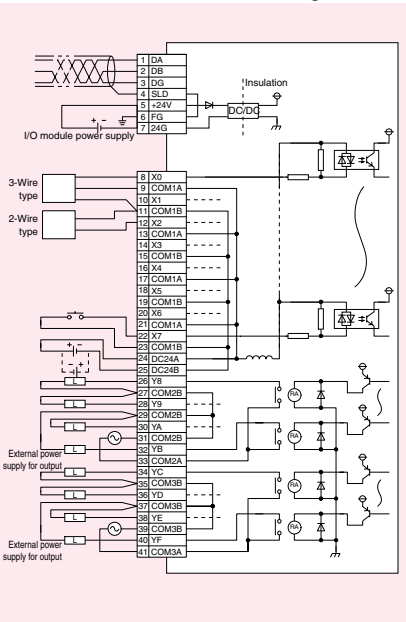 1 DA
2 DB
3 DG
4 SLD
5 +24V
6 FG
7 24G
Insulation
DC/DC
+ -
I/O module power supply
3-Wire
type
2-Wire
type
8 X0
9 COM1A
10 X1
11 COM1B
12 X2
13 COM1A
14 X3
15 COM1B
16 X4
17 COM1A
18 X5
19 COM1B
20 X6
21 COM1A
22 X7
23 COM1B
24 DC24A
25 DC24B
+ -
- +
26 Y8
27 COM2B
28 Y9
29 COM2B
30 YA
31 COM2B
32 YB
33 COM2A
34 YC
35 COM3B
36 YD
37 COM3B
38 YE
39 COM3B
40 YF
41 COM3A
L
L
L
L
External power
supply for output
L
L
L
L
External power
supply for output
RA
RA
RA
RA